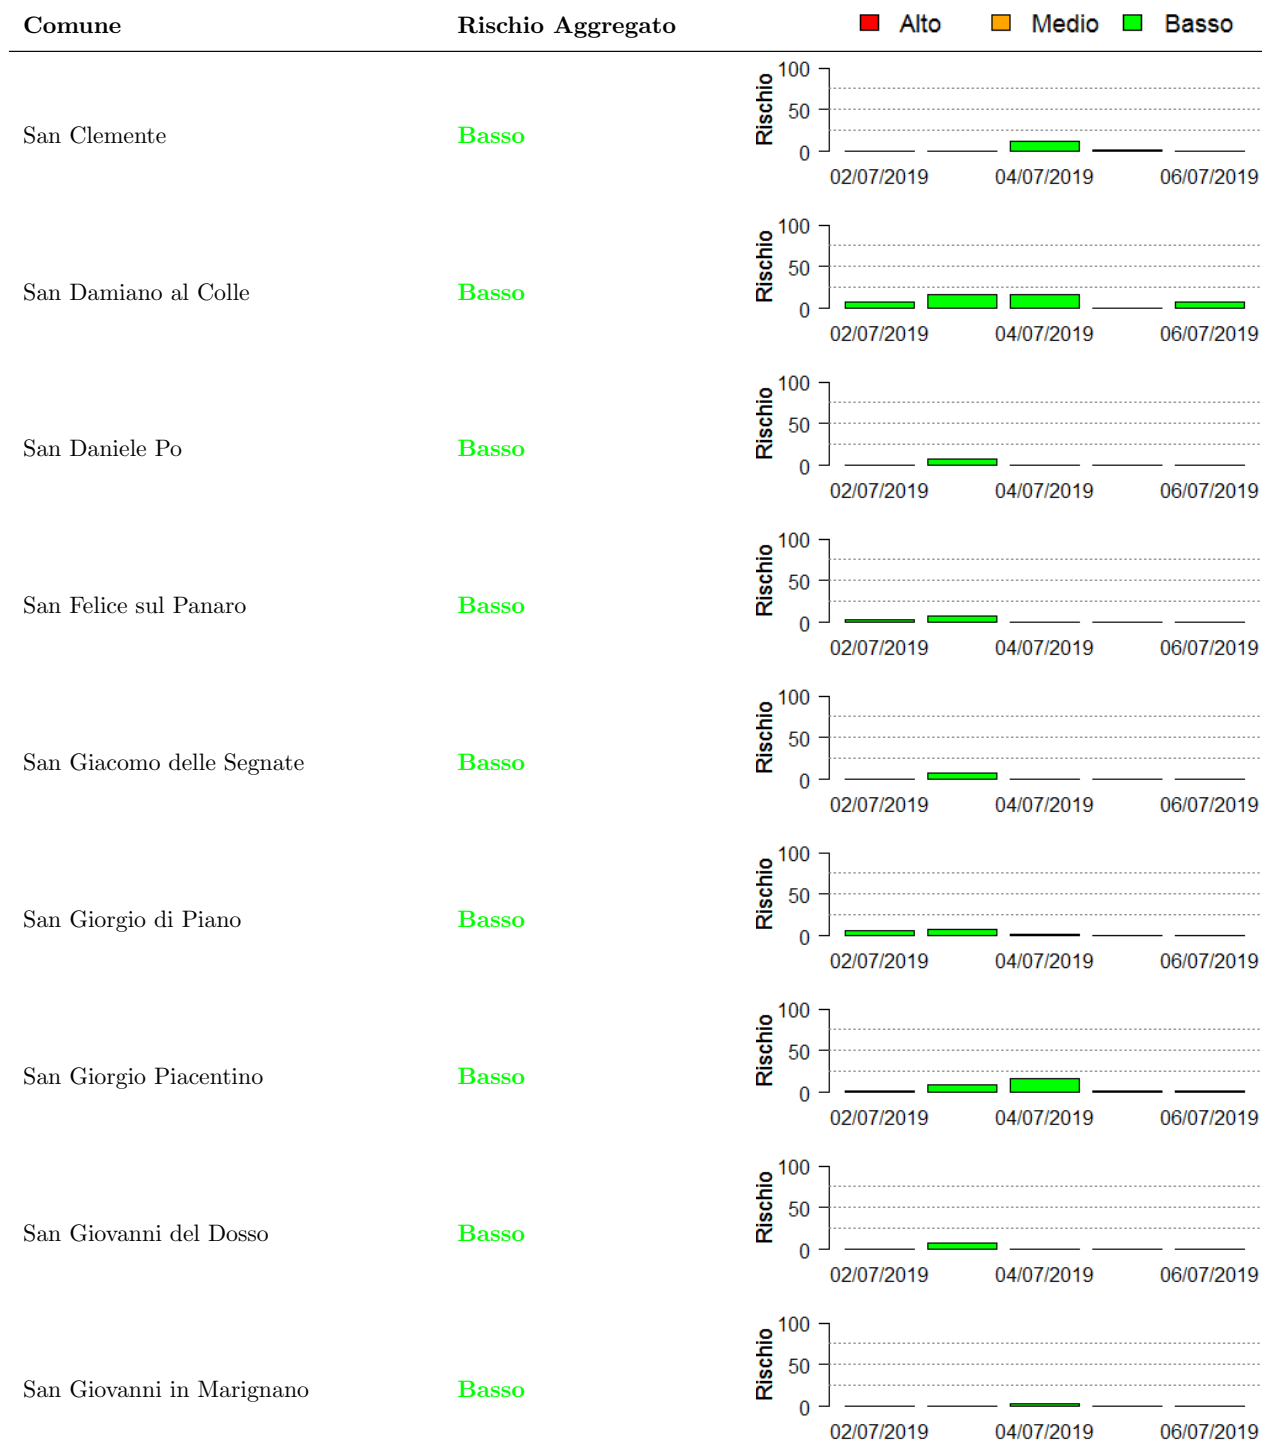 Comune Rischio Aggregato Alto Medio Basso
100
50
0
Rischio
San Clemente Basso
02/07/2019 04/07/2019 06/07/2019
100
50
0
Rischio
San Damiano al Colle Basso
02/07/2019 04/07/2019 06/07/2019
100
50
0
Rischio
San Daniele Po Basso
02/07/2019 04/07/2019 06/07/2019
100
50
0
Rischio
San Felice sul Panaro Basso
02/07/2019 04/07/2019 06/07/2019
100
50
0
Rischio
San Giacomo delle Segnate Basso
02/07/2019 04/07/2019 06/07/2019
100
50
0
Rischio
San Giorgio di Piano Basso
02/07/2019 04/07/2019 06/07/2019
100
50
0
Rischio
San Giorgio Piacentino Basso
02/07/2019 04/07/2019 06/07/2019
100
50
0
Rischio
San Giovanni del Dosso Basso
02/07/2019 04/07/2019 06/07/2019
100
50
0
Rischio
San Giovanni in Marignano Basso
02/07/2019 04/07/2019 06/07/2019